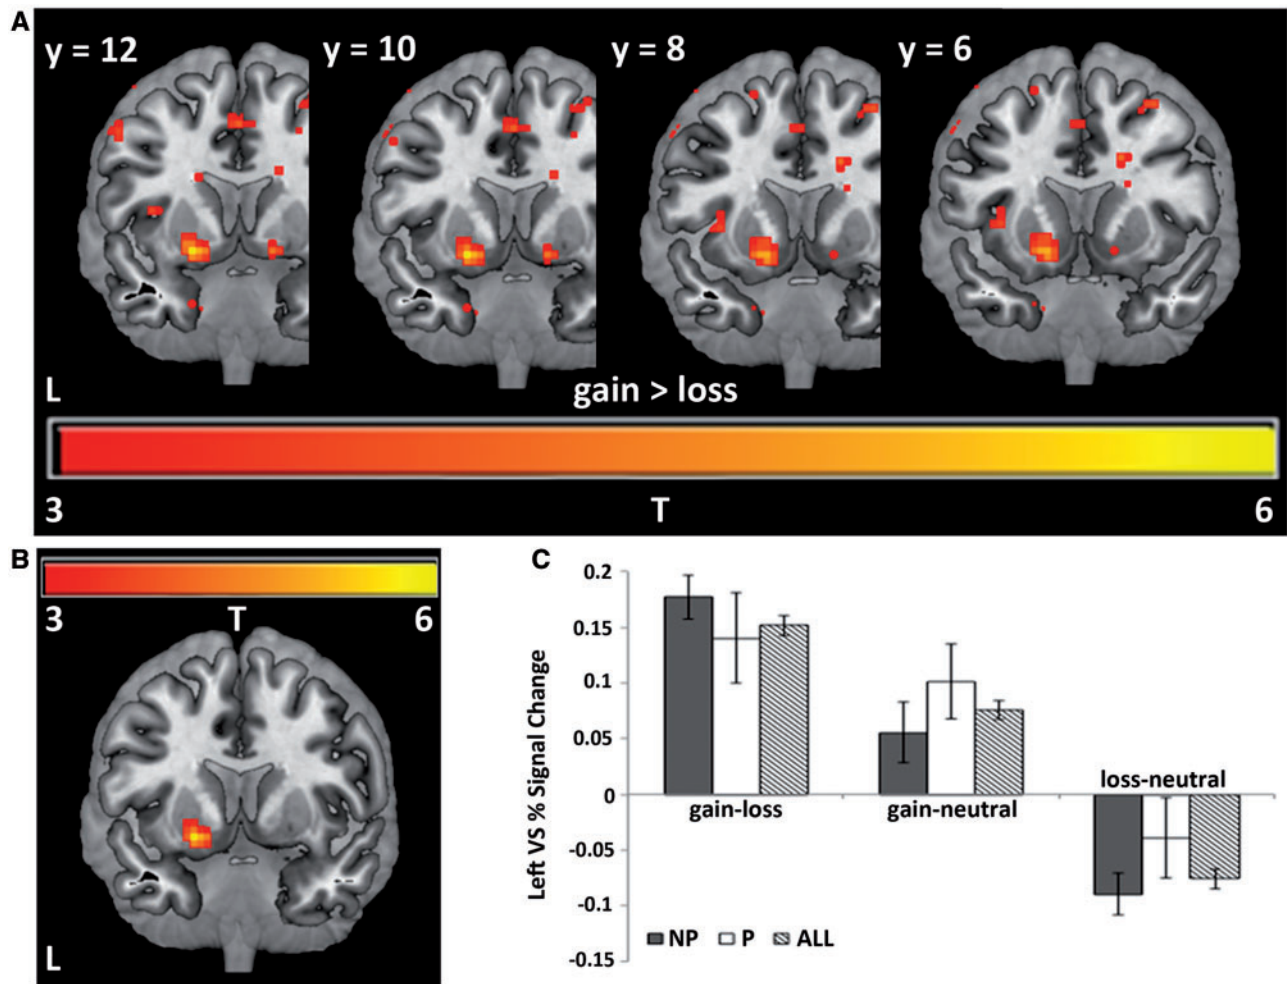 A
y = 12 y = 10 y = 8 y = 6
L gain > loss
3 T 6
B
3 T 6
L
C
Left VS % Signal Change
0.2
0.15
0.1
0.05
0
-0.05
-0.1
-0.15
gain-loss gain-neutral loss-neutral
NP P ALL